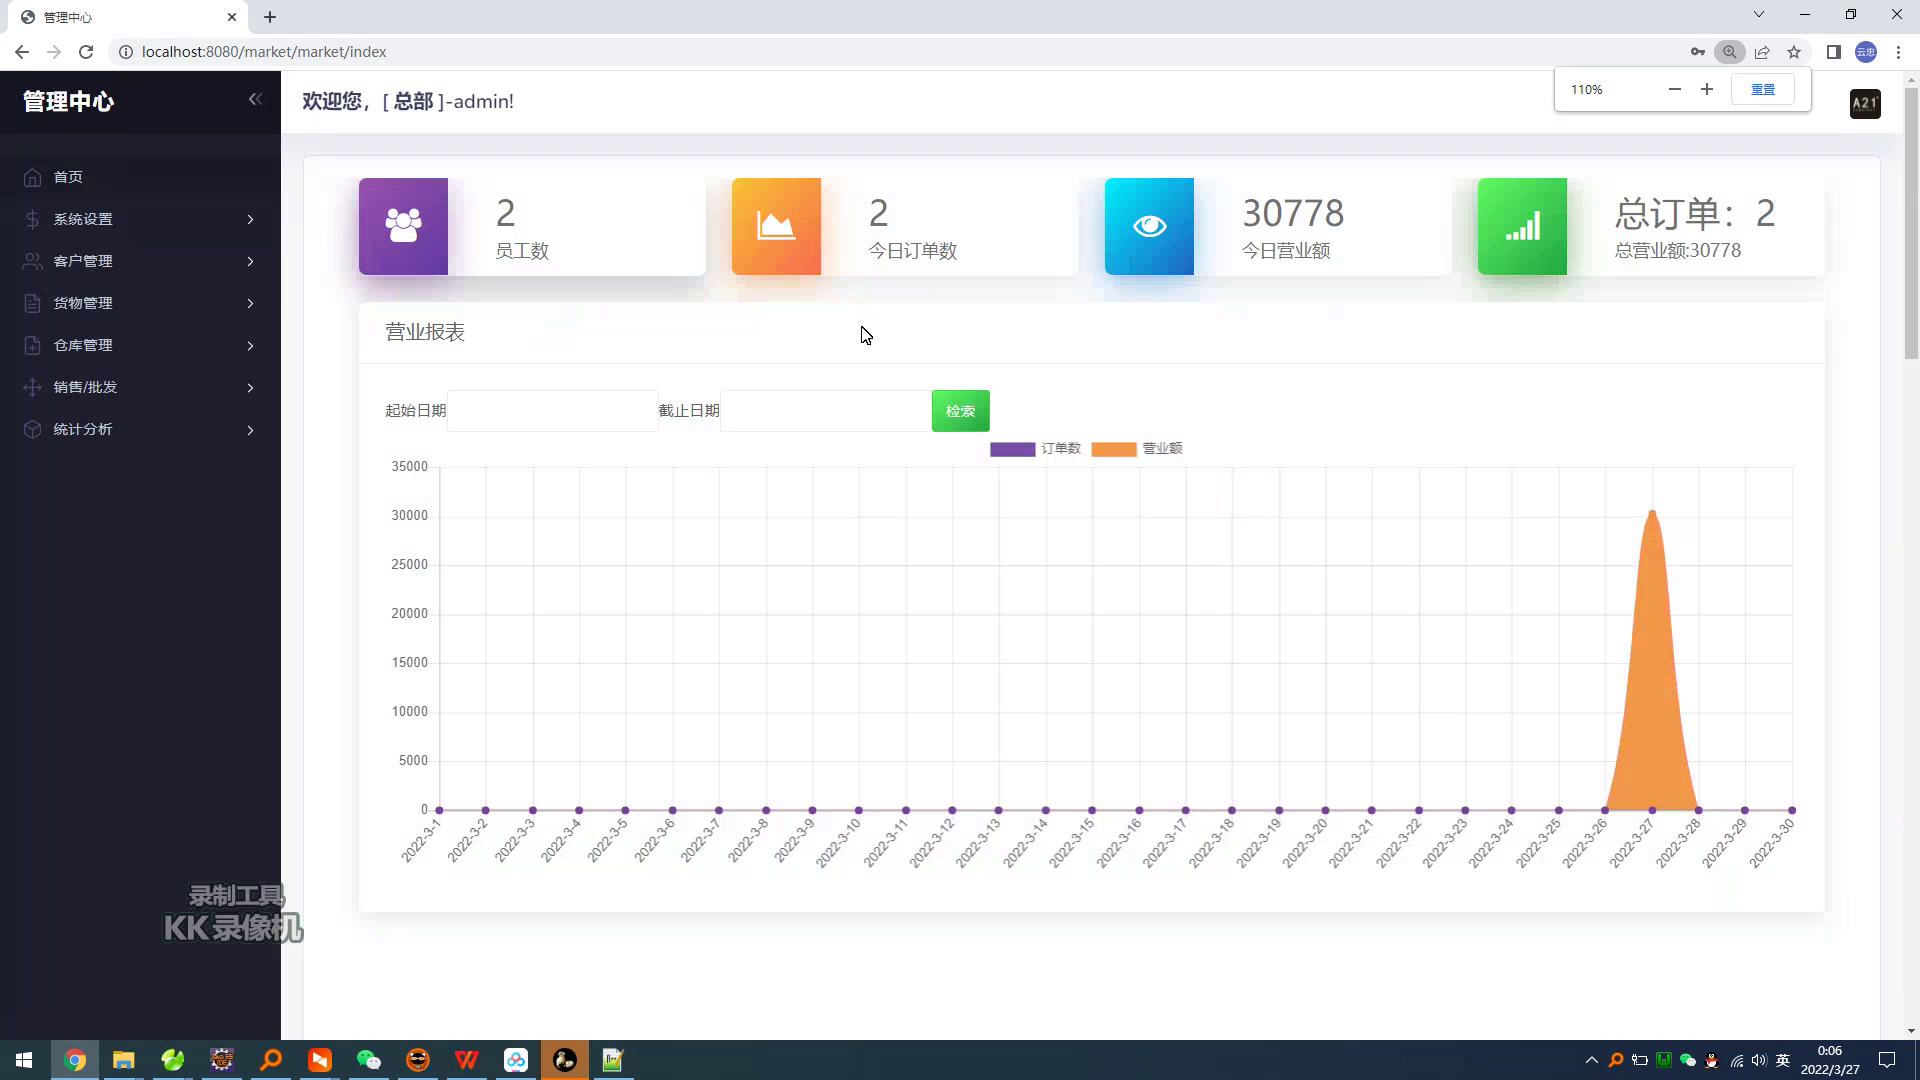 管理中心
localhost:8080/market/market/index
云忠
管理中心
欢迎您，[ 总部 ]-admin!
110%
重置
A21
首页
系统设置
客户管理
货物管理
仓库管理
销售/批发
统计分析
2
员工数
2
今日订单数
30778
今日营业额
总订单：2
总营业额:30778
营业报表
起始日期
截止日期
检索
订单数
营业额
35000
30000
25000
20000
15000
10000
5000
0
2022-3-1
2022-3-2
2022-3-3
2022-3-4
2022-3-5
2022-3-6
2022-3-7
2022-3-8
2022-3-9
2022-3-10
2022-3-11
2022-3-12
2022-3-13
2022-3-14
2022-3-15
2022-3-16
2022-3-17
2022-3-18
2022-3-19
2022-3-20
2022-3-21
2022-3-22
2022-3-23
2022-3-24
2022-3-25
2022-3-26
2022-3-27
2022-3-28
2022-3-29
2022-3-30
录制工具
KK录像机
英
0:06
2022/3/27